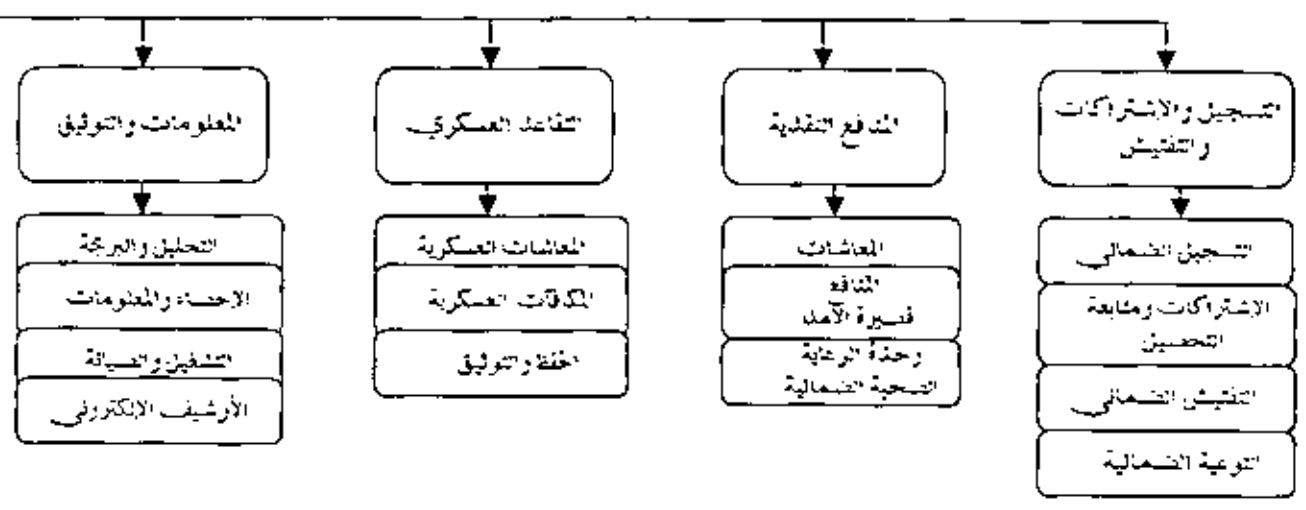 التسجيل والاشتراكات
والتفتيش
المنافع النقدية
التقاعد العسكري
المعلومات والتوثيق
التسجيل الضماني
الاشتراكات ومتابعة
التحصيل
التفتيش الضماني
التوعية الضمانية
المعاشات
المنافع
قصيرة الأمد
وحدة الرعاية
الصحية الضمانية
المعاشات العسكرية
المكافآت العسكرية
الحفظ والتوثيق
التحليل والبرمجة
الاحصاء والمعلومات
التشغيل والصيانة
الأرشيف الإلكتروني